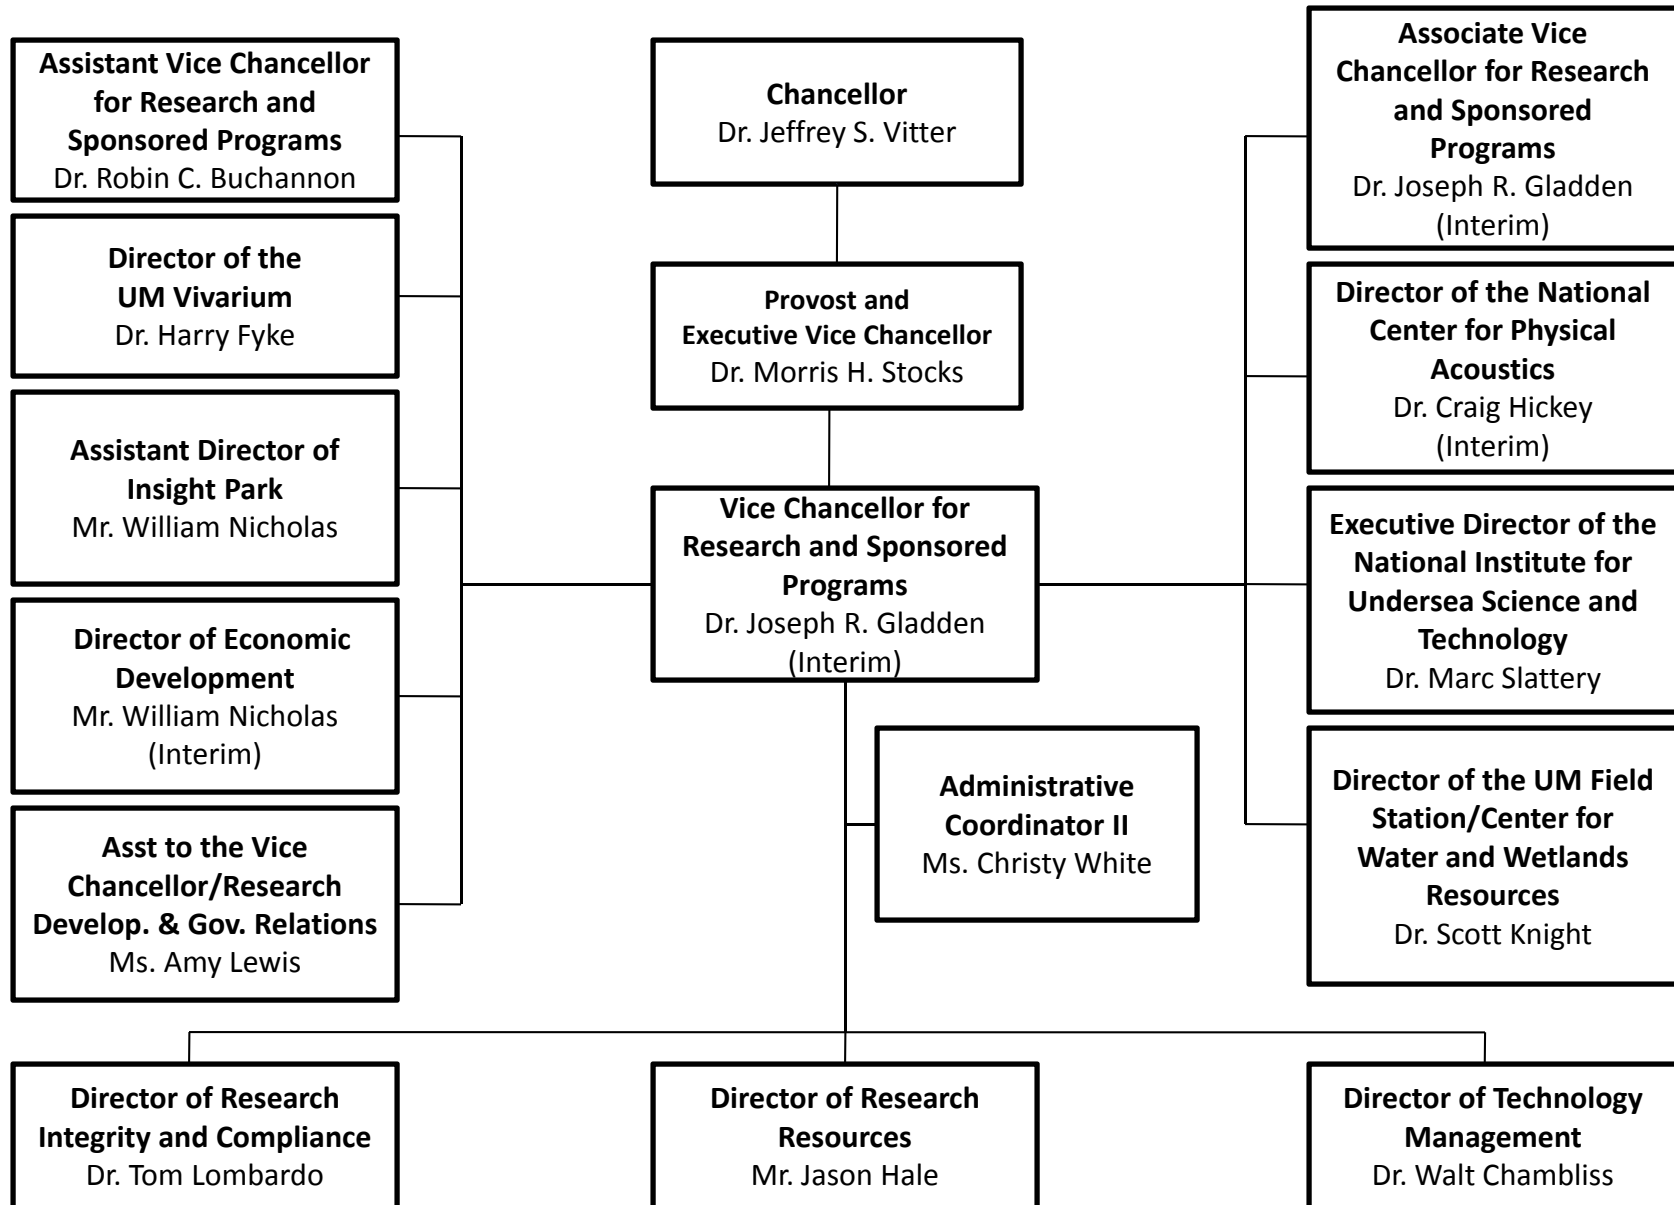 Assistant Vice Chancellor
for Research and
Sponsored Programs
Dr. Robin C. Buchannon
Director of the
UM Vivarium
Dr. Harry Fyke
Assistant Director of
Insight Park
Mr. William Nicholas
Director of Economic
Development
Mr. William Nicholas
(Interim)
Asst to the Vice
Chancellor/Research
Develop. & Gov. Relations
Ms. Amy Lewis
Chancellor
Dr. Jeffrey S. Vitter
Provost and
Executive Vice Chancellor
Dr. Morris H. Stocks
Vice Chancellor for
Research and Sponsored
Programs
Dr. Joseph R. Gladden
(Interim)
Administrative
Coordinator II
Ms. Christy White
Associate Vice
Chancellor for Research
and Sponsored
Programs
Dr. Joseph R. Gladden
(Interim)
Director of the National
Center for Physical
Acoustics
Dr. Craig Hickey
(Interim)
Executive Director of the
National Institute for
Undersea Science and
Technology
Dr. Marc Slattery
Director of the UM Field
Station/Center for
Water and Wetlands
Resources
Dr. Scott Knight
Director of Research
Integrity and Compliance
Dr. Tom Lombardo
Director of Research
Resources
Mr. Jason Hale
Director of Technology
Management
Dr. Walt Chambliss